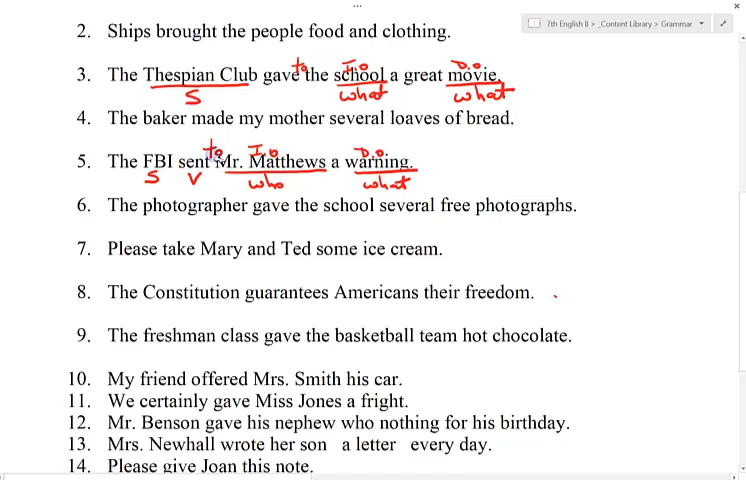 7th English II > _Content Library > Grammar
2. Ships brought the people food and clothing.
to I.O D.O.
3. The Thespian Club gave the school a great movie.
S what what
4. The baker made my mother several loaves of bread.
to I.O D.O.
5. The FBI sent Mr. Matthews a warning.
S V who what
6. The photographer gave the school several free photographs.
7. Please take Mary and Ted some ice cream.
8. The Constitution guarantees Americans their freedom.
9. The freshman class gave the basketball team hot chocolate.
10. My friend offered Mrs. Smith his car.
11. We certainly gave Miss Jones a fright.
12. Mr. Benson gave his nephew who nothing for his birthday.
13. Mrs. Newhall wrote her son a letter every day.
14. Please give Joan this note.